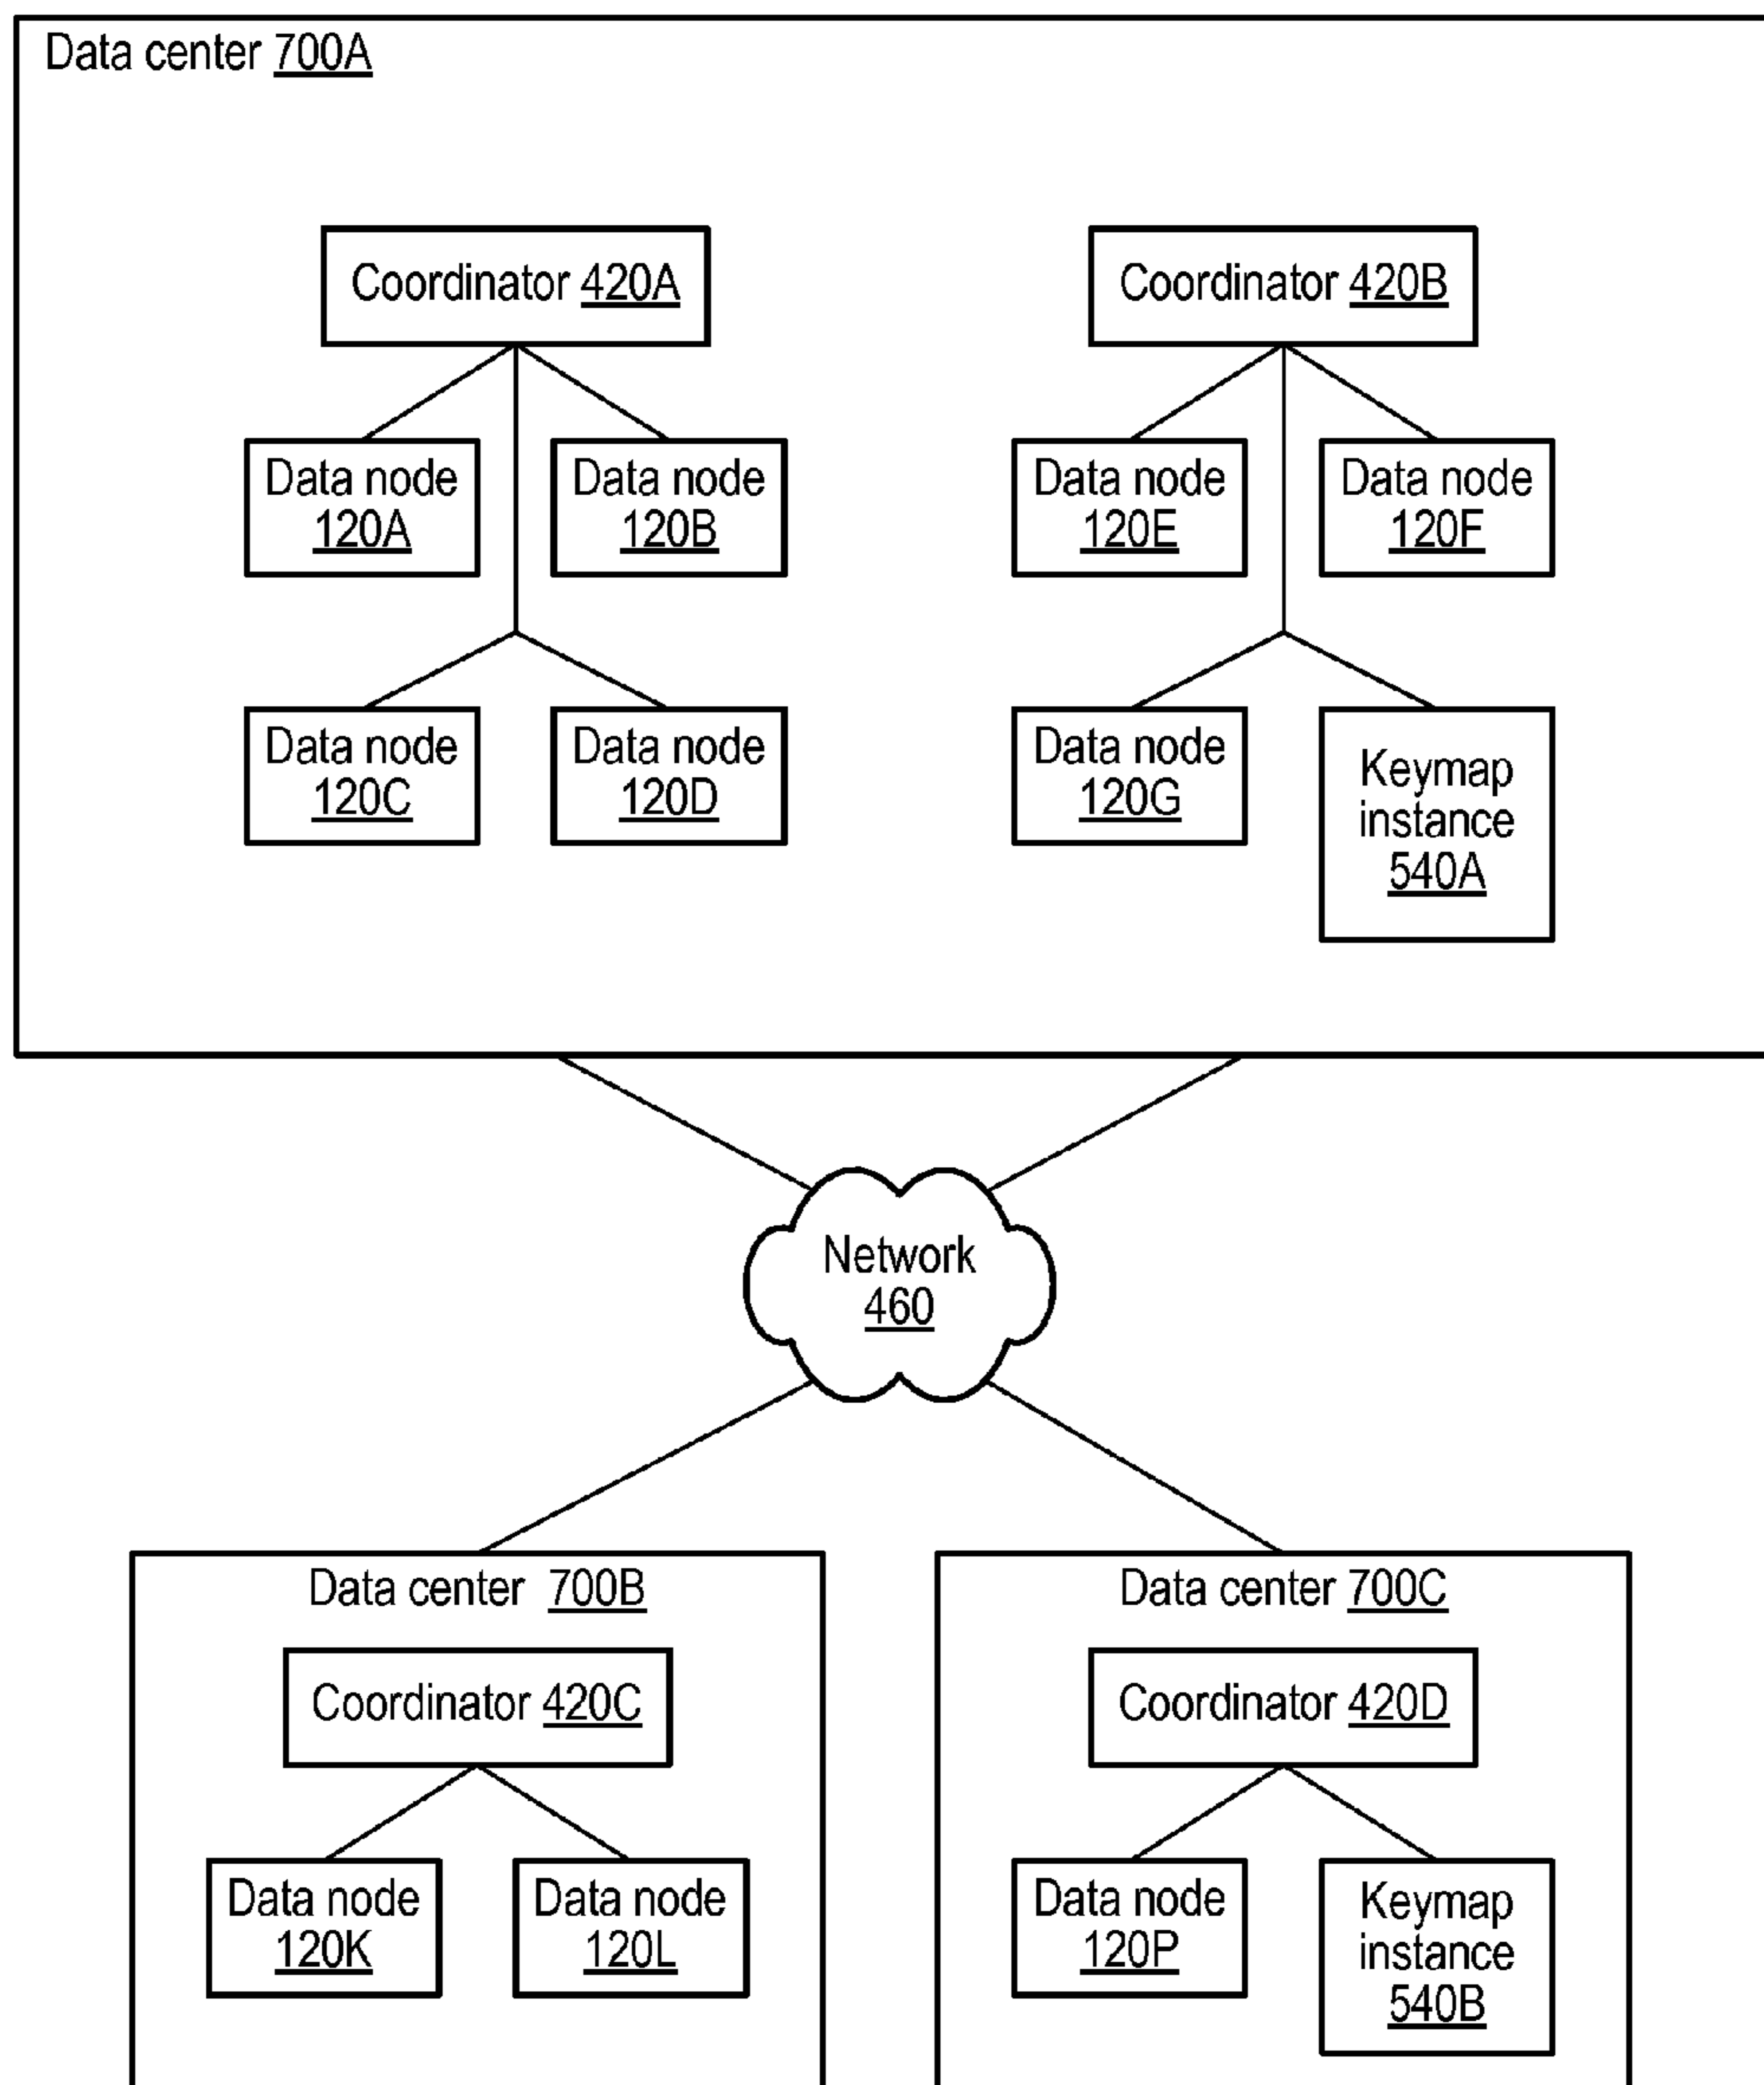 Data center 700A
Coordinator 420A
Coordinator 420B
Data node
120A
Data node
120B
Data node
120E
Data node
120F
Data node
120C
Data node
120D
Data node
120G
Keymap
instance
540A
Network
460
Data center 700B
Data center 700C
Coordinator 420C
Coordinator 420D
Data node
120K
Data node
120L
Data node
120P
Keymap
instance
540B